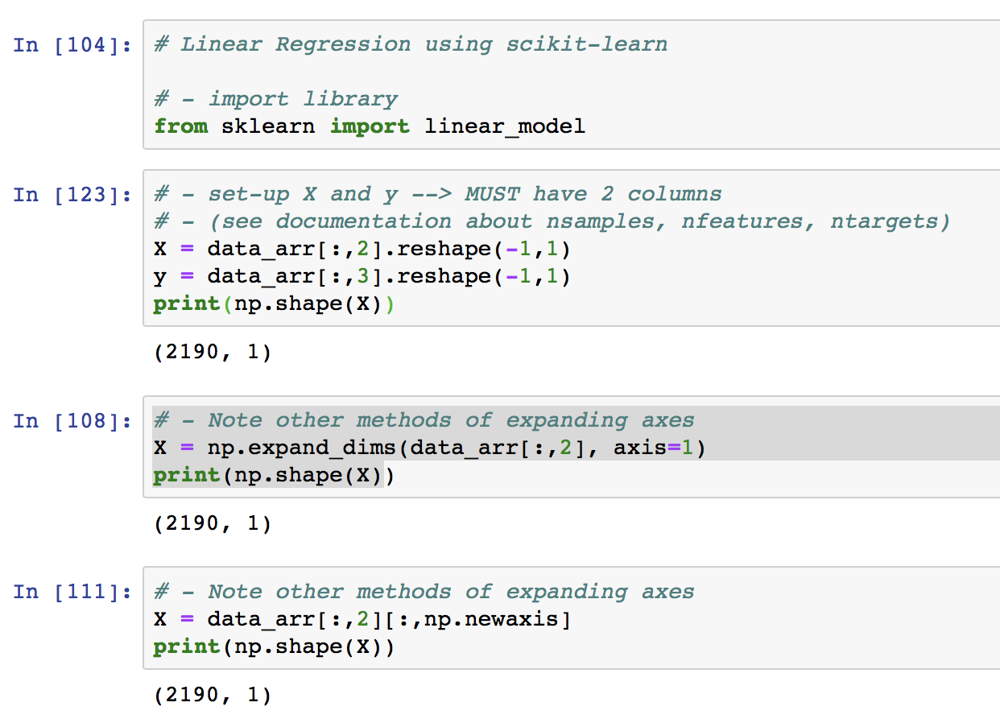 In [104]:
# Linear Regression using scikit-learn
# - import library
from sklearn import linear_model
In [123]:
# - set-up X and y --> MUST have 2 columns
# - (see documentation about nsamples, nfeatures, ntargets)
X = data_arr[:,2].reshape(-1,1)
y = data_arr[:,3].reshape(-1,1)
print(np.shape(X))
(2190, 1)
In [108]:
# - Note other methods of expanding axes
X = np.expand_dims(data_arr[:,2], axis=1)
print(np.shape(X))
(2190, 1)
In [111]:
# - Note other methods of expanding axes
X = data_arr[:,2][:,np.newaxis]
print(np.shape(X))
(2190, 1)